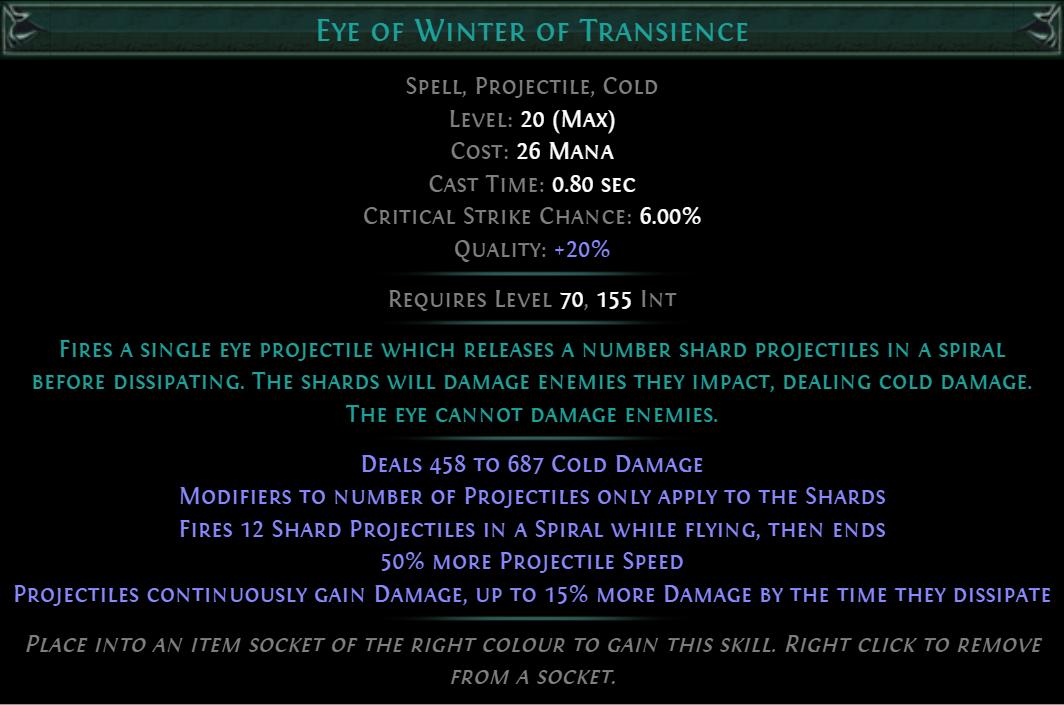 Eye of Winter of Transience
Spell, Projectile, Cold
Level: 20 (Max)
Cost: 26 Mana
Cast Time: 0.80 sec
Critical Strike Chance: 6.00%
Quality: +20%
Requires Level 70, 155 Int
Fires a single eye projectile which releases a number shard projectiles in a spiral
before dissipating. The shards will damage enemies they impact, dealing cold damage.
The eye cannot damage enemies.
Deals 458 to 687 Cold Damage
Modifiers to number of Projectiles only apply to the Shards
Fires 12 Shard Projectiles in a Spiral while flying, then ends
50% more Projectile Speed
Projectiles continuously gain Damage, up to 15% more Damage by the time they dissipate
Place into an item socket of the right colour to gain this skill. Right click to remove
from a socket.